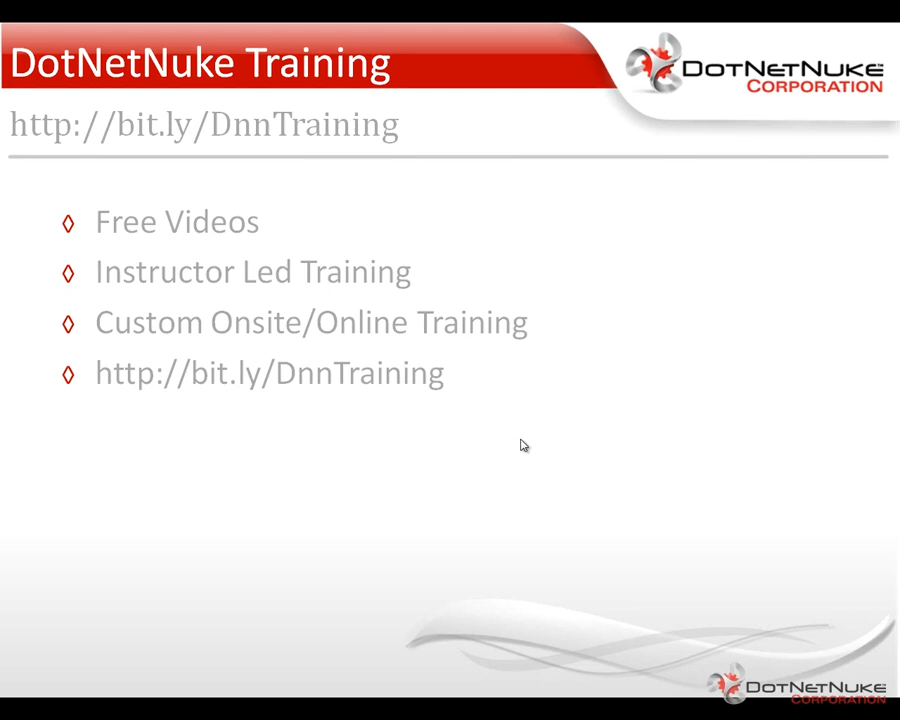 DotNetNuke Training
DOTNETNUKE
CORPORATION
http://bit.ly/DnnTraining
Free Videos
Instructor Led Training
Custom Onsite/Online Training
http://bit.ly/DnnTraining
DOTNETNUKE
CORPORATION